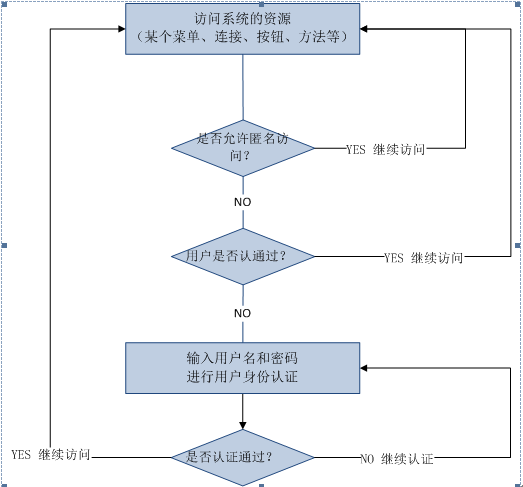 访问系统的资源
（某个菜单、连接、按钮、方法等）
是否允许匿名访
问？
YES 继续访问
NO
用户是否认通过？
YES 继续访问
NO
输入用户名和密码
进行用户身份认证
YES 继续访问
是否认证通过？
NO 继续认证